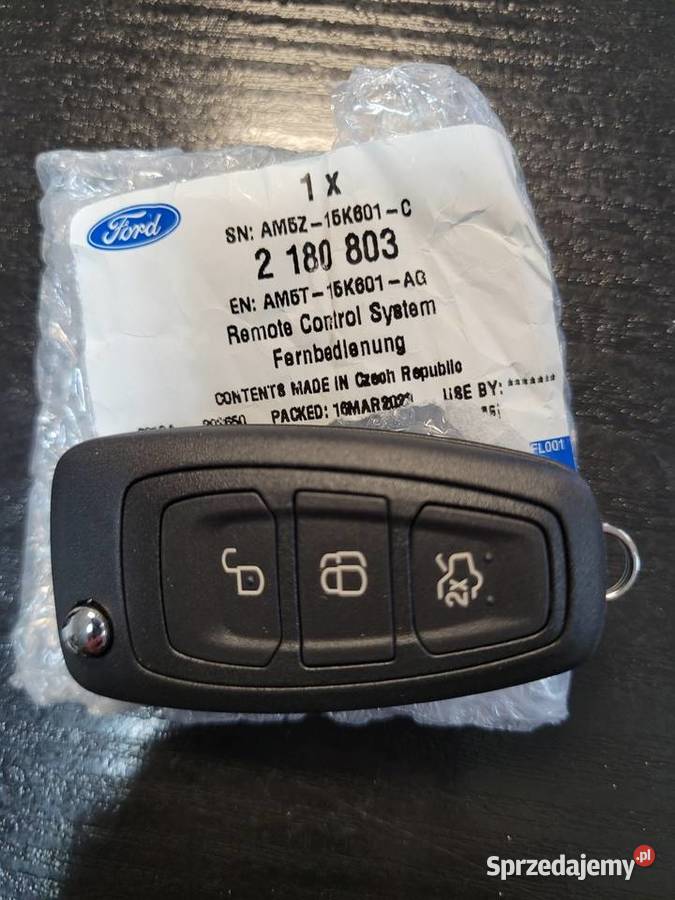 1 X
Ford
SN: AM5Z-15K601-C
2 180 803
EN: AM5T-15K601-AG
Remote Control System
Fernbedienung
CONTENTS MADE IN Czech Republic
PACKED: 16MAR2023 USE BY: *******
EL001
2x
Sprzedajemy.pl